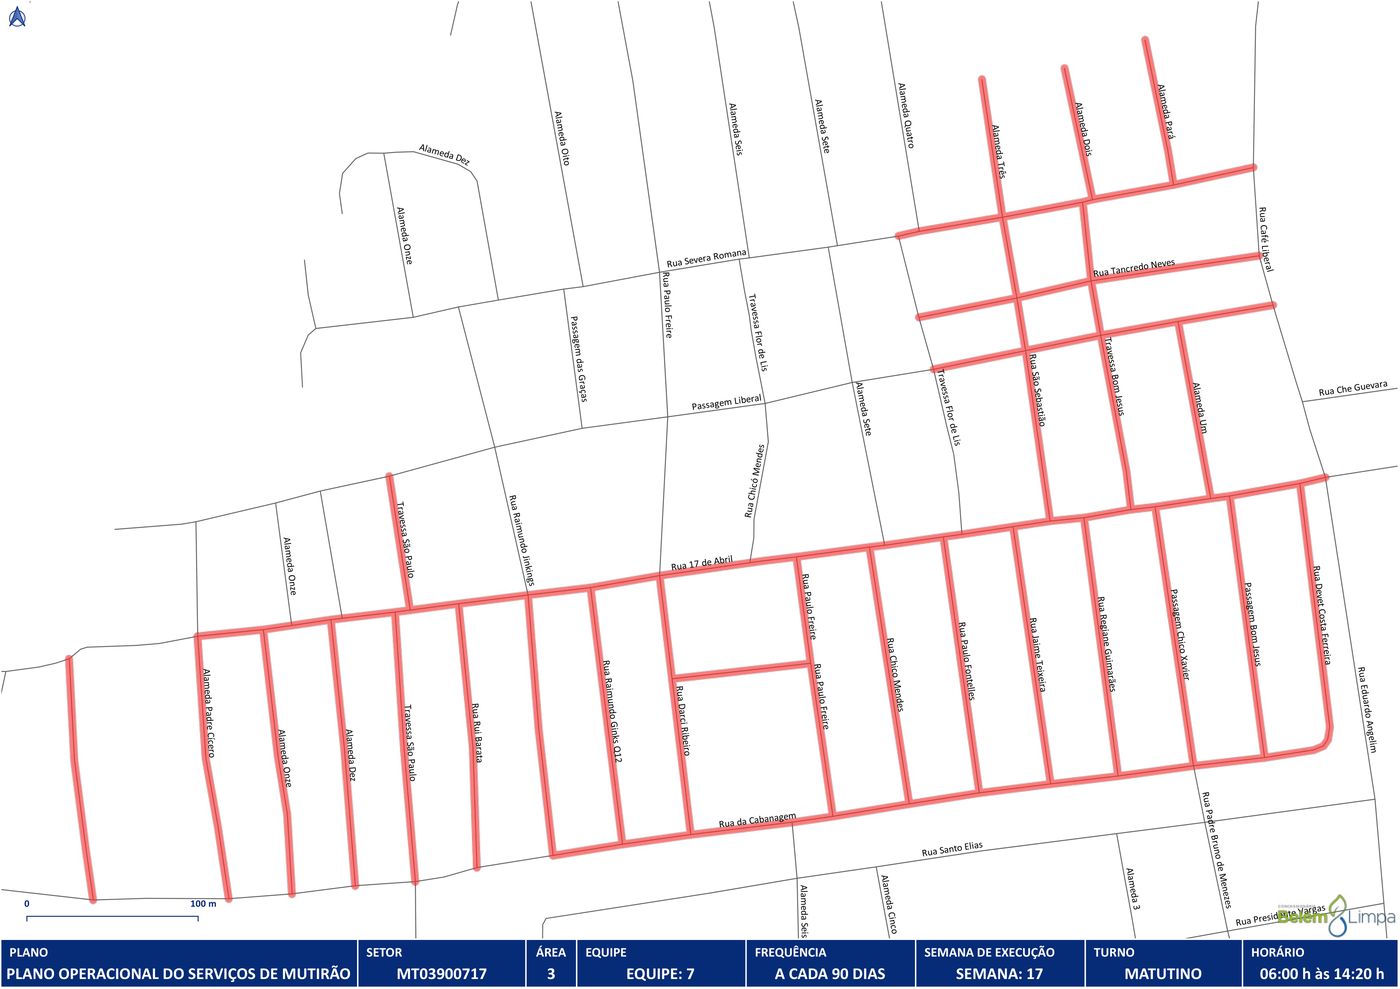 Alameda Dez
Alameda Onze
Alameda Oito
Alameda Seis
Alameda Sete
Alameda Quatro
Alameda Três
Alameda Dois
Alameda Pará
Rua Café Liberal
Rua Severa Romana
Rua Tancredo Neves
Rua Paulo Freire
Travessa Flor de Lis
Passagem das Graças
Passagem Liberal
Alameda Sete
Travessa Flor de Lis
Rua São Sebastião
Travessa Bom Jesus
Alameda Um
Rua Che Guevara
Rua Chicó Mendes
Travessa São Paulo
Rua Raimundo Jinkings
Alameda Onze
Rua 17 de Abril
Alameda Padre Cicero
Alameda Onze
Alameda Dez
Travessa São Paulo
Rua Rui Barata
Rua Raimundo Ginks Q12
Rua Darci Ribeiro
Rua Paulo Freire
Rua Paulo Freire
Rua Chico Mendes
Rua Paulo Fontelles
Rua Jaime Teixeira
Rua Regiane Guimarães
Passagem Chico Xavier
Passagem Bom Jesus
Rua Devet Costa Ferreira
Rua Eduardo Angelim
Rua da Cabanagem
Rua Santo Elias
Alameda Seis
Alameda Cinco
Alameda 3
Rua Padre Bruno de Menezes
Rua Presidente Vargas
0 100 m
CONCESSIONÁRIA
Belém Limpa
PLANO
PLANO OPERACIONAL DO SERVIÇOS DE MUTIRÃO
SETOR
MT03900717
ÁREA
3
EQUIPE
EQUIPE: 7
FREQUÊNCIA
A CADA 90 DIAS
SEMANA DE EXECUÇÃO
SEMANA: 17
TURNO
MATUTINO
HORÁRIO
06:00 h às 14:20 h